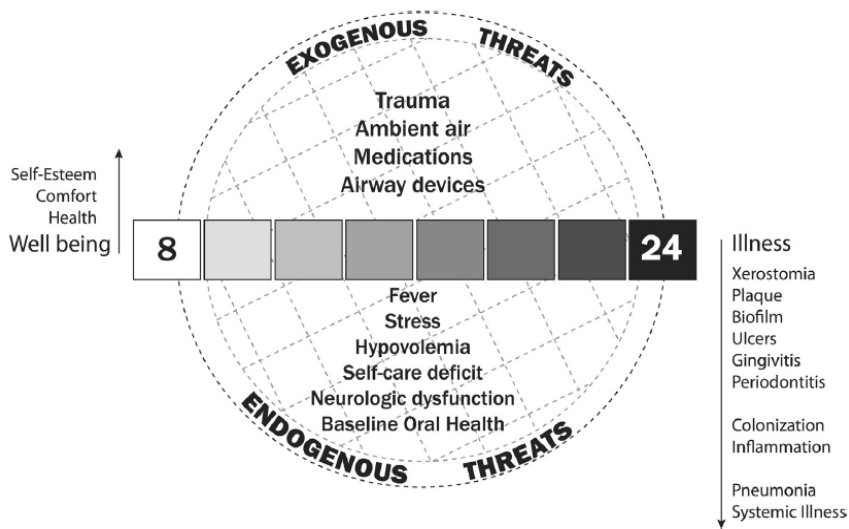 EXOGENOUS THREATS
Trauma
Ambient air
Medications
Airway devices
Self-Esteem
Comfort
Health
Well being
8
24
Illness
Xerostomia
Plaque
Biofilm
Ulcers
Gingivitis
Periodontitis
Colonization
Inflammation
Pneumonia
Systemic Illness
Fever
Stress
Hypovolemia
Self-care deficit
Neurologic dysfunction
Baseline Oral Health
ENDOGENOUS THREATS